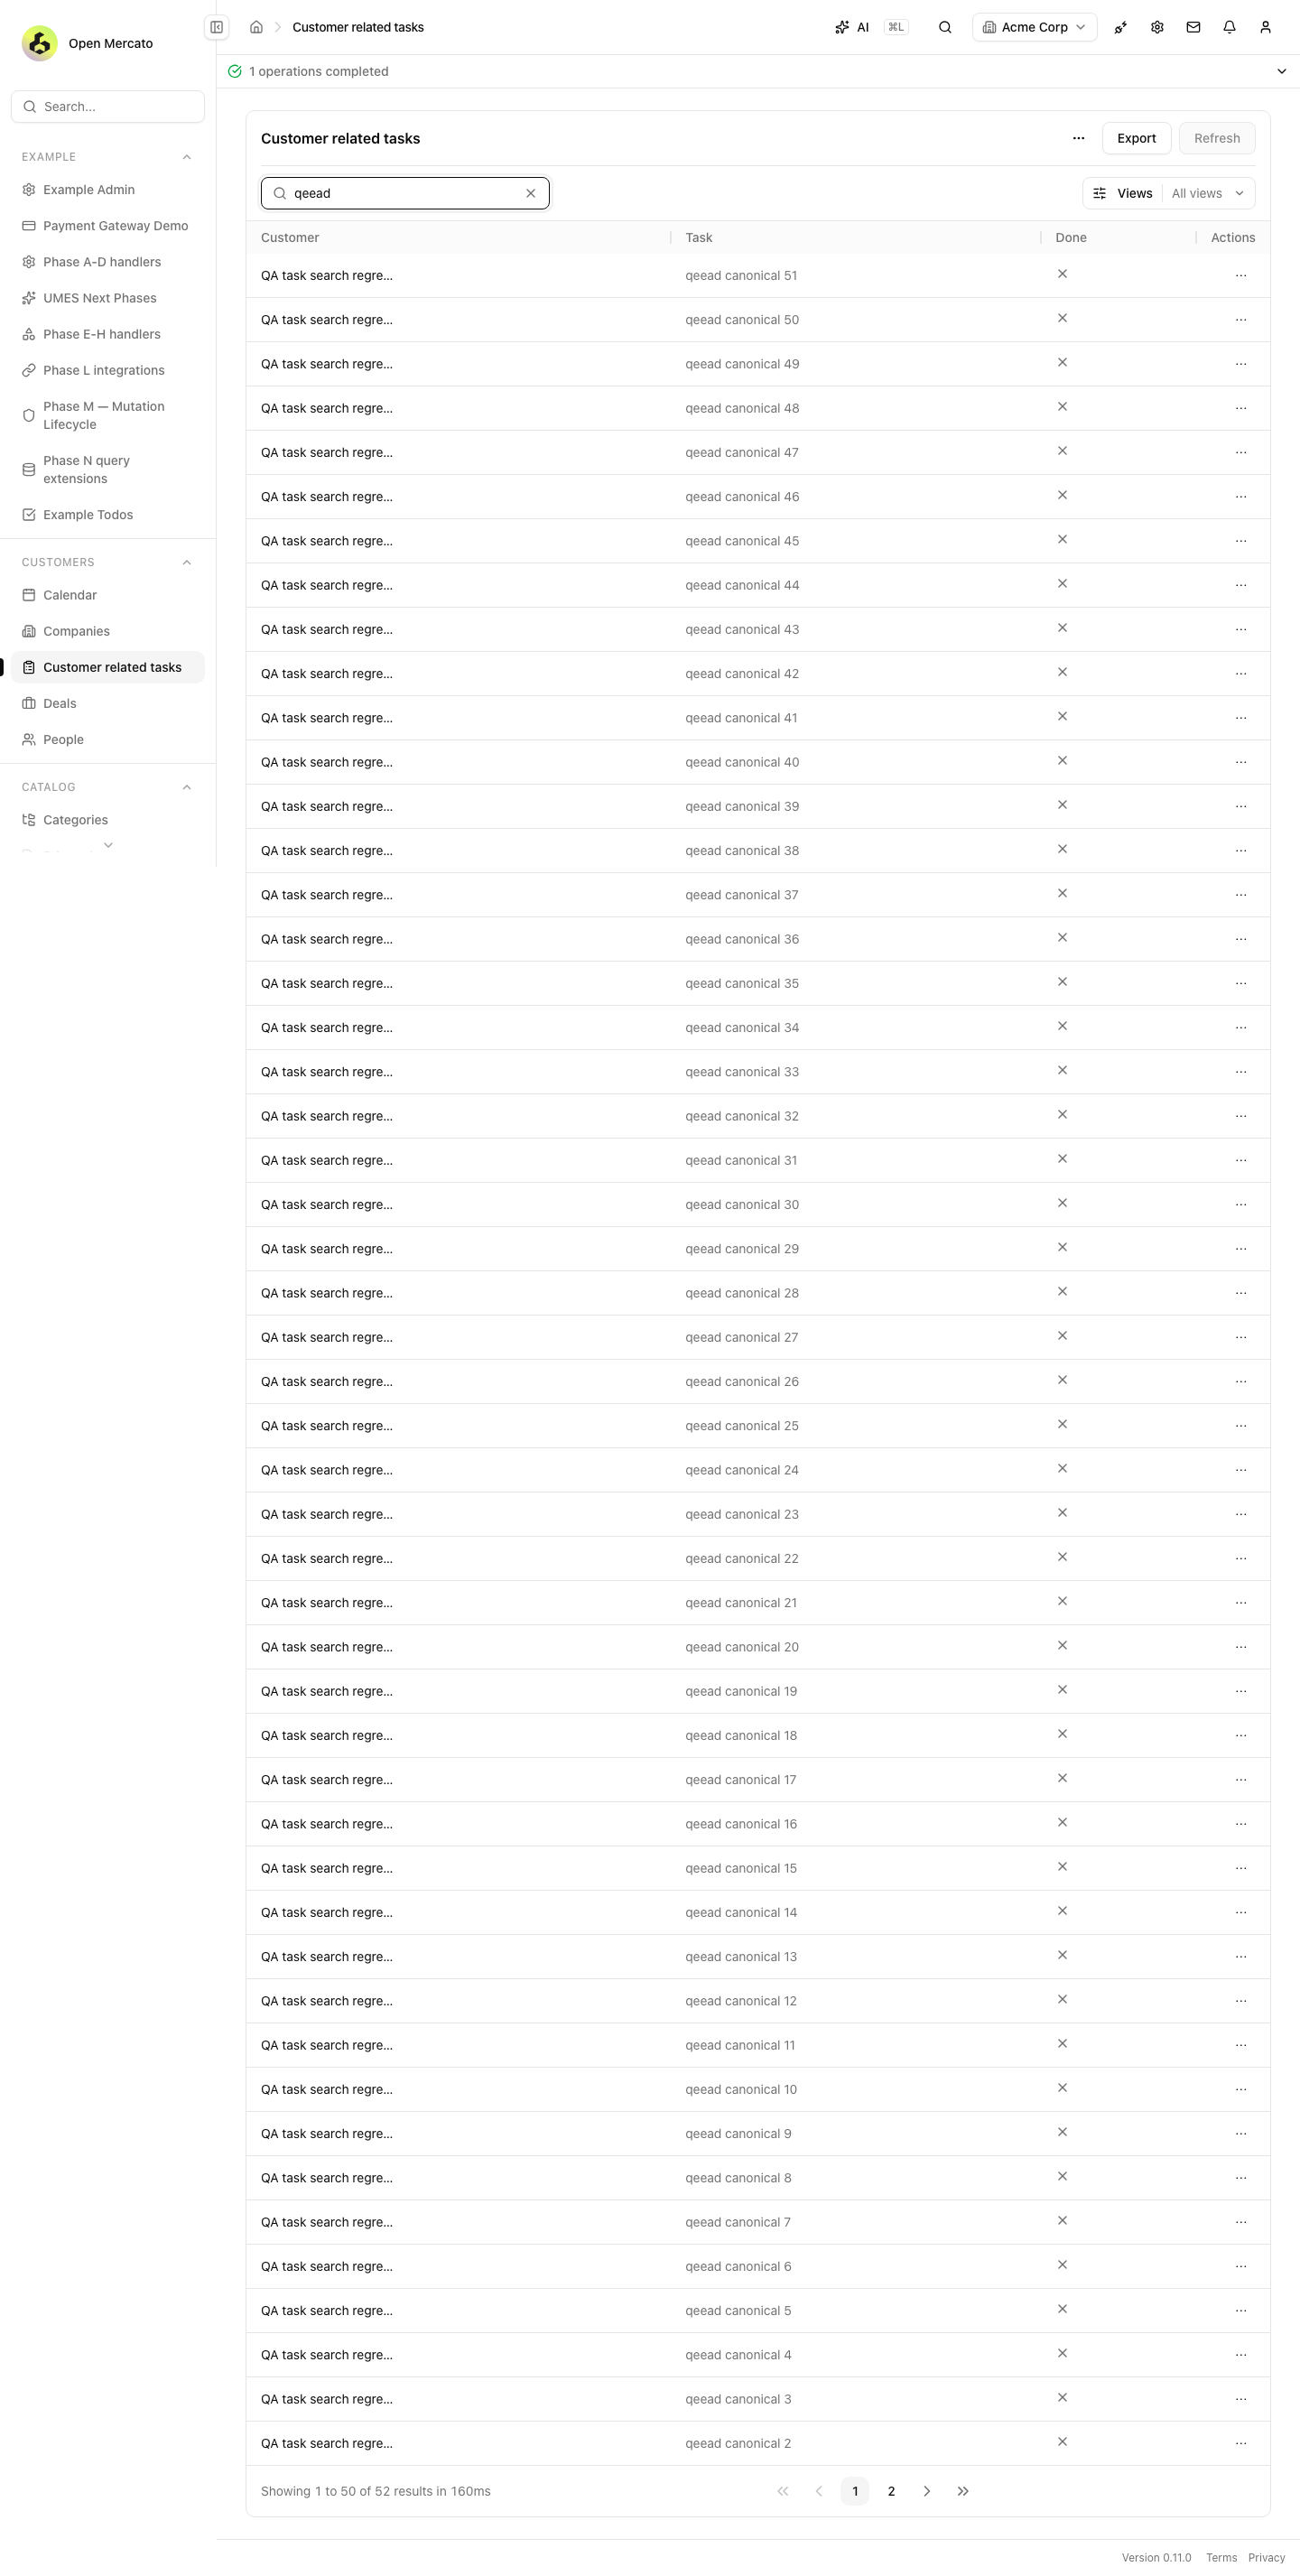 Open Mercato
Customer related tasks
AI
⌘L
Acme Corp
1 operations completed
Search...
EXAMPLE
Example Admin
Payment Gateway Demo
Phase A-D handlers
UMES Next Phases
Phase E-H handlers
Phase L integrations
Phase M — Mutation
Lifecycle
Phase N query
extensions
Example Todos
CUSTOMERS
Calendar
Companies
Customer related tasks
Deals
People
CATALOG
Categories
Customer related tasks
Export
Refresh
qeead
Views
All views
Customer Task Done Actions
QA task search regre... qeead canonical 51
QA task search regre... qeead canonical 50
QA task search regre... qeead canonical 49
QA task search regre... qeead canonical 48
QA task search regre... qeead canonical 47
QA task search regre... qeead canonical 46
QA task search regre... qeead canonical 45
QA task search regre... qeead canonical 44
QA task search regre... qeead canonical 43
QA task search regre... qeead canonical 42
QA task search regre... qeead canonical 41
QA task search regre... qeead canonical 40
QA task search regre... qeead canonical 39
QA task search regre... qeead canonical 38
QA task search regre... qeead canonical 37
QA task search regre... qeead canonical 36
QA task search regre... qeead canonical 35
QA task search regre... qeead canonical 34
QA task search regre... qeead canonical 33
QA task search regre... qeead canonical 32
QA task search regre... qeead canonical 31
QA task search regre... qeead canonical 30
QA task search regre... qeead canonical 29
QA task search regre... qeead canonical 28
QA task search regre... qeead canonical 27
QA task search regre... qeead canonical 26
QA task search regre... qeead canonical 25
QA task search regre... qeead canonical 24
QA task search regre... qeead canonical 23
QA task search regre... qeead canonical 22
QA task search regre... qeead canonical 21
QA task search regre... qeead canonical 20
QA task search regre... qeead canonical 19
QA task search regre... qeead canonical 18
QA task search regre... qeead canonical 17
QA task search regre... qeead canonical 16
QA task search regre... qeead canonical 15
QA task search regre... qeead canonical 14
QA task search regre... qeead canonical 13
QA task search regre... qeead canonical 12
QA task search regre... qeead canonical 11
QA task search regre... qeead canonical 10
QA task search regre... qeead canonical 9
QA task search regre... qeead canonical 8
QA task search regre... qeead canonical 7
QA task search regre... qeead canonical 6
QA task search regre... qeead canonical 5
QA task search regre... qeead canonical 4
QA task search regre... qeead canonical 3
QA task search regre... qeead canonical 2
Showing 1 to 50 of 52 results in 160ms
1 2
Version 0.11.0 Terms Privacy